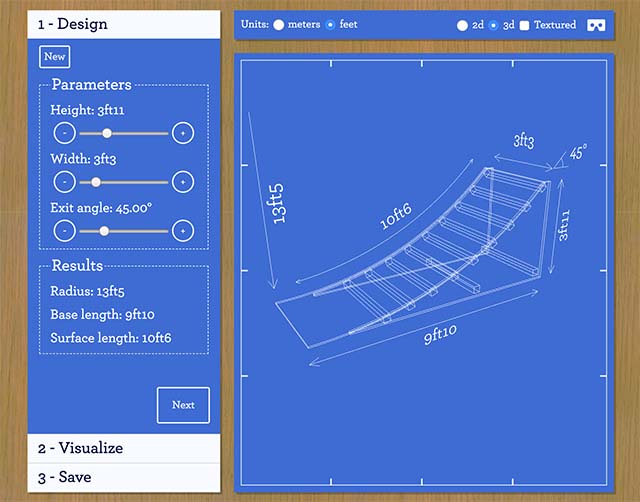 1 - Design
New
Parameters
Height: 3ft11
-
+
Width: 3ft3
-
+
Exit angle: 45.00°
-
+
Results
Radius: 13ft5
Base length: 9ft10
Surface length: 10ft6
Next
2 - Visualize
3 - Save
Units: meters feet
2d 3d Textured
3ft3
45°
13ft5
10ft6
3ft11
9ft10